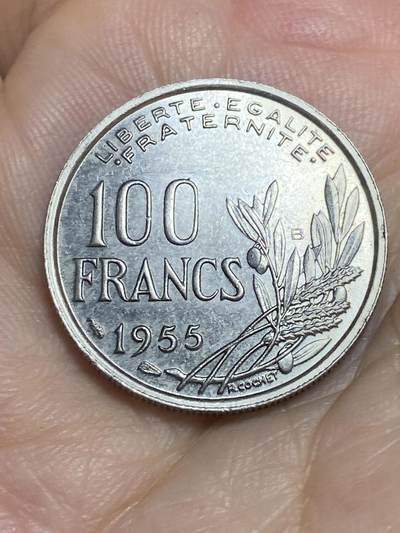 LIBERTE · EGALITE
· FRATERNITE ·
100
FRANCS
B
1955
R.COCHET